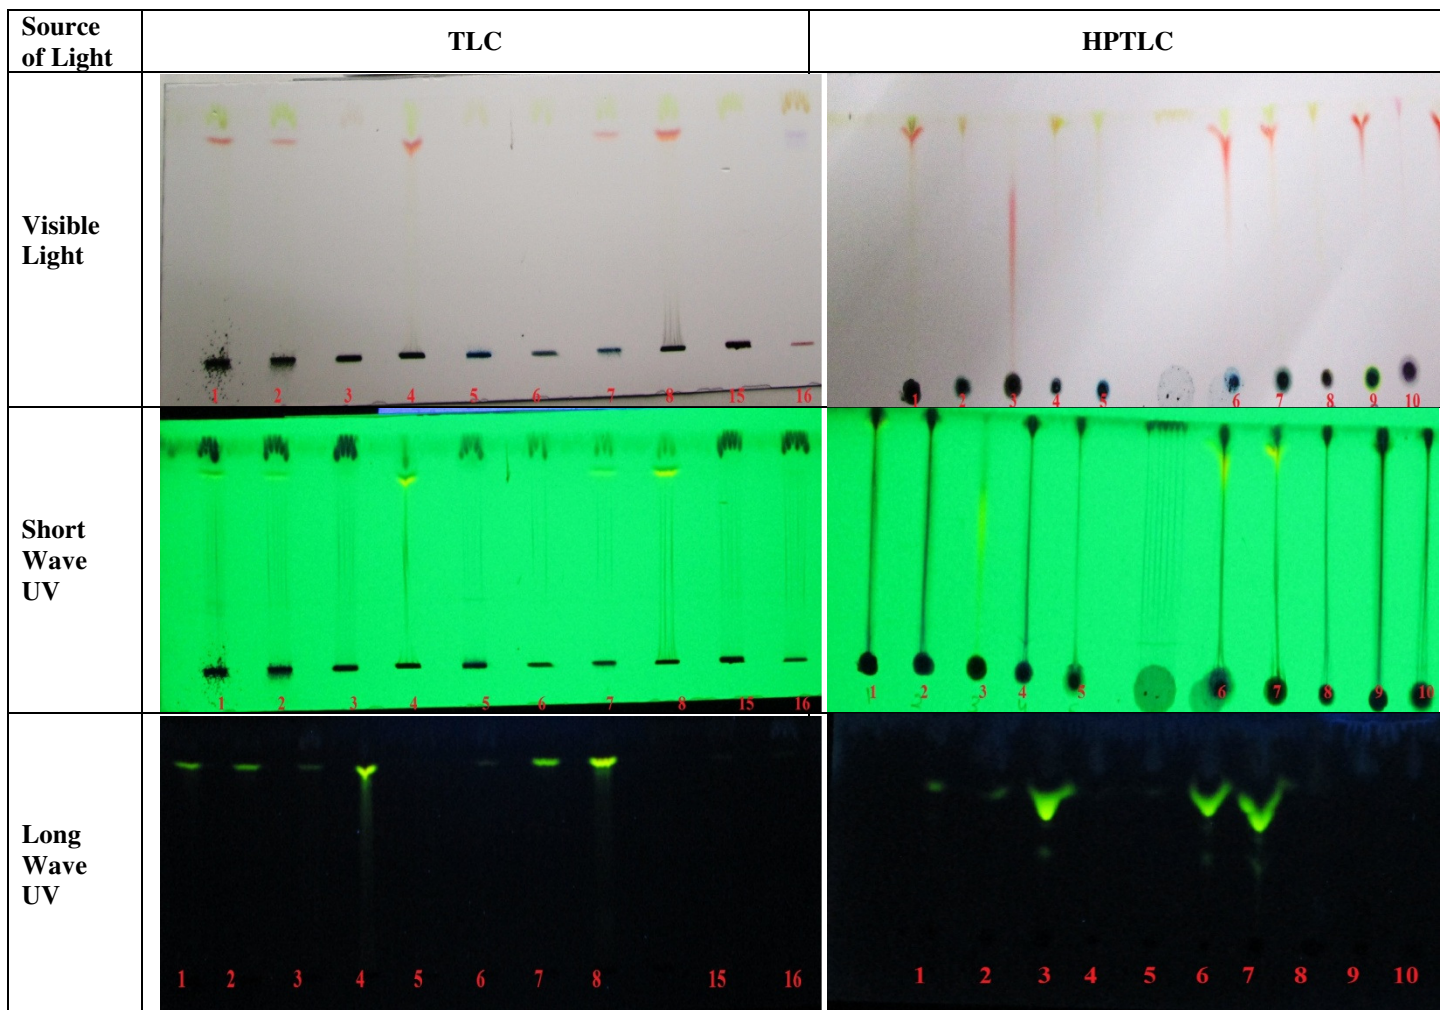 Source
of Light
TLC
HPTLC
Visible
Light
1 2 3 4 5 6 7 8 15 16
1 2 3 4 5 6 7 8 9 10
Short
Wave
UV
1 2 3 4 5 6 7 8 15 16
1 2 3 4 5 6 7 8 9 10
Long
Wave
UV
1 2 3 4 5 6 7 8 15 16
1 2 3 4 5 6 7 8 9 10